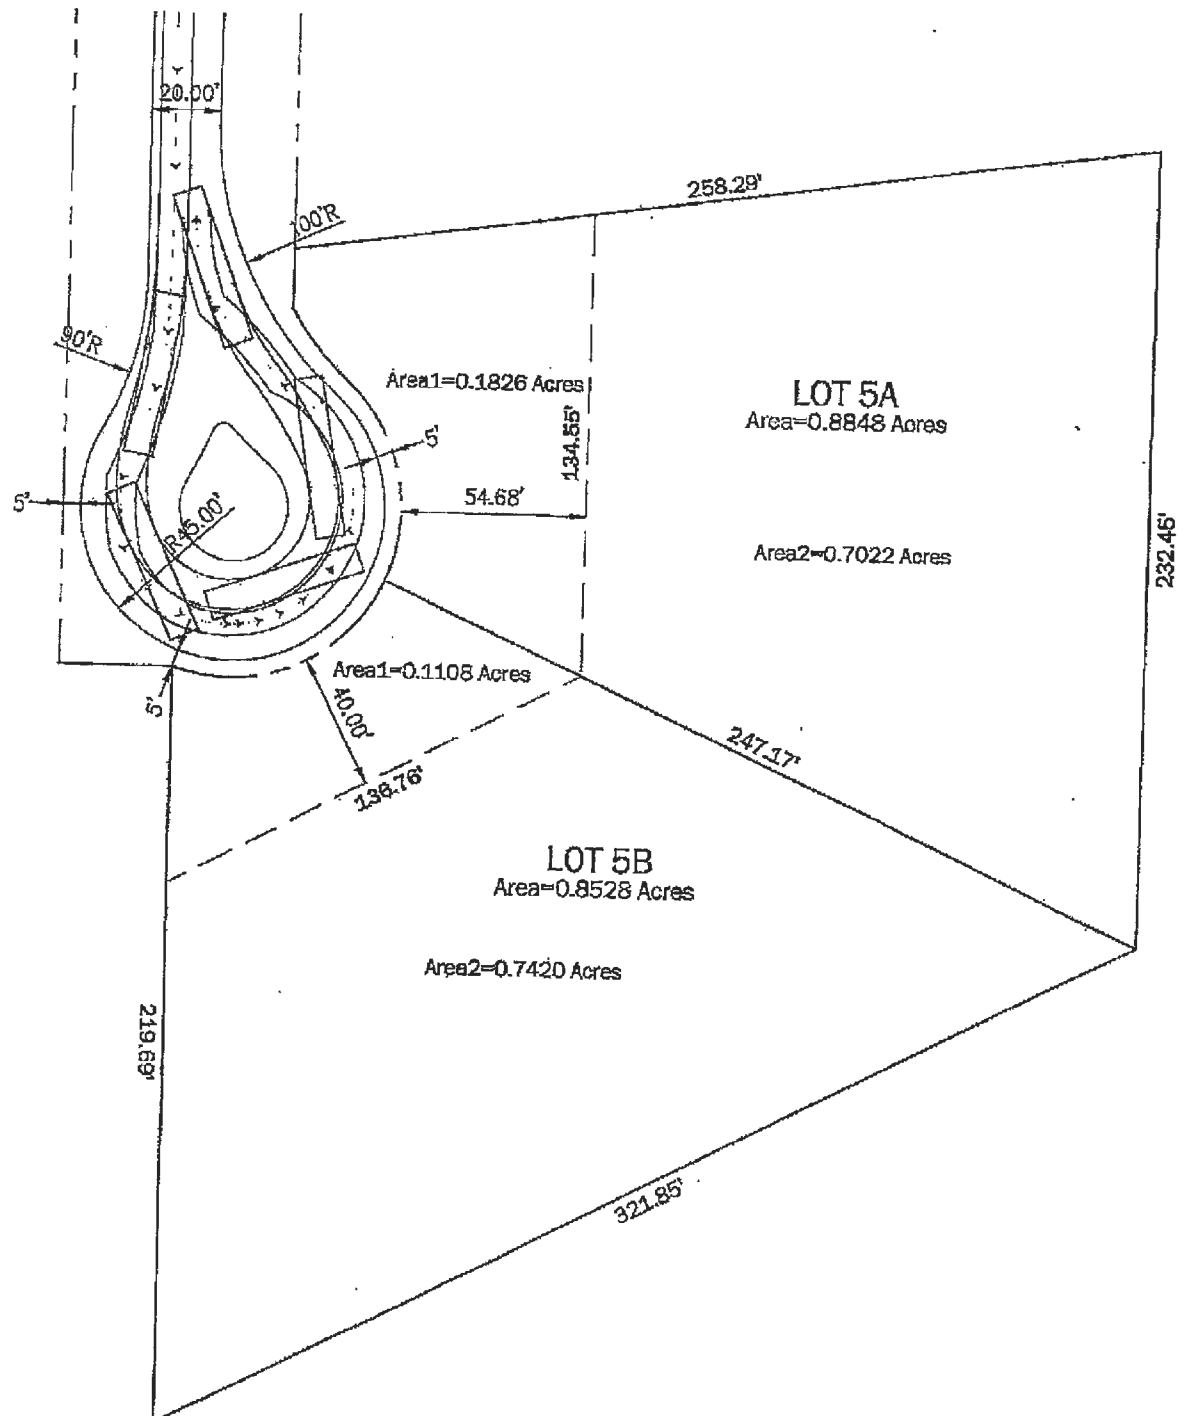 20.00'
258.29'
00'R
90'R
Area1=0.1826 Acres
LOT 5A
Area=0.8848 Acres
134.55'
5'
5'
54.68'
R45.00'
Area2=0.7022 Acres
232.45'
Area1=0.1108 Acres
5'
40.00'
136.76'
247.17'
LOT 5B
Area=0.8528 Acres
Area2=0.7420 Acres
219.69'
321.85'